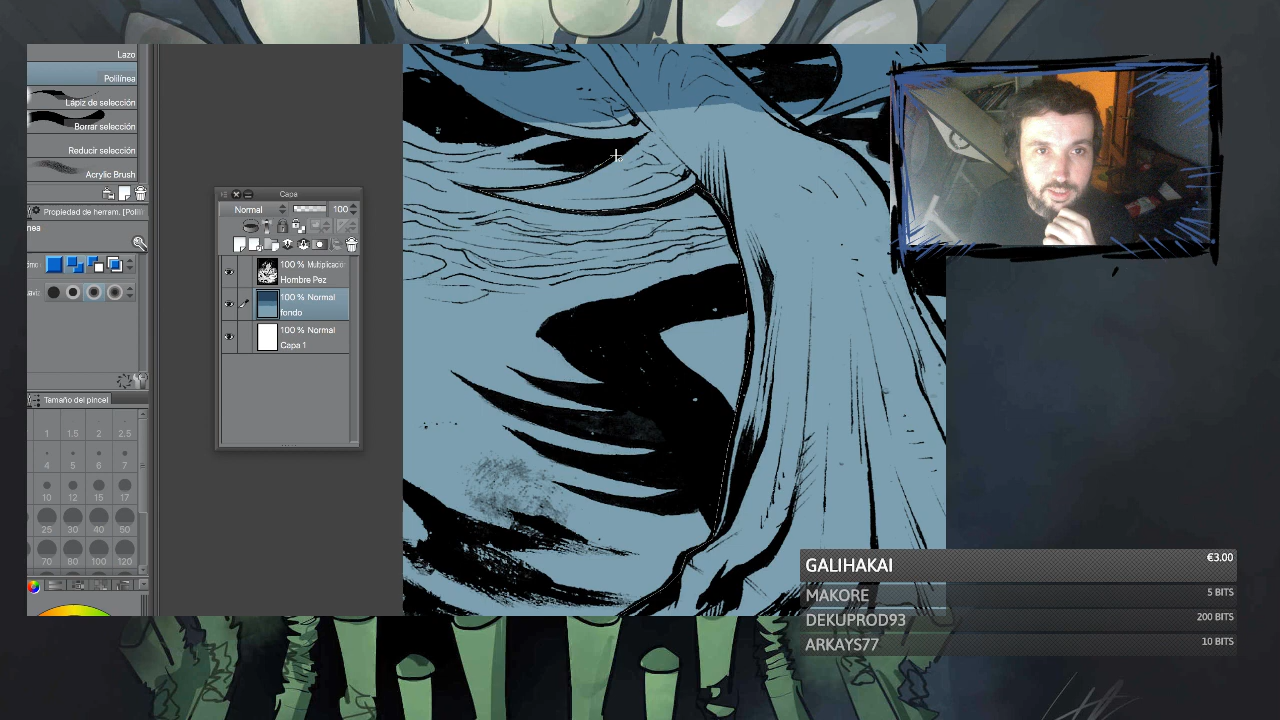 Lazo
Polilínea
Lápiz de selección
Borrar selección
Reducir selección
Acrylic Brush
Propiedad de herram. [Poli
nea
Tamaño del pincel
1 1.5 2 2.5
4 5 6 7
10 12 15 17
25 30 40 50
70 80 100 120
Capa
Normal 100
100 % Multiplicar
Hombre Pez
100 % Normal
fondo
100 % Normal
Capa 1
GALIHAKAI €3.00
MAKORE 5 BITS
DEKUPROD93 200 BITS
ARKAYS77 10 BITS